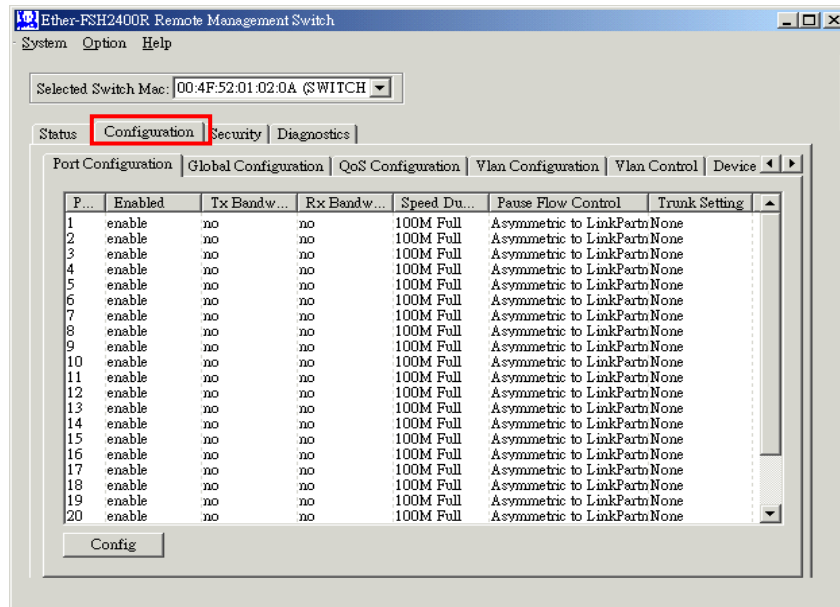 Ether-FSH2400R Remote Management Switch
System Option Help
Selected Switch Mac: 00:4F:52:01:02:0A (SWITCH
Status Configuration Security Diagnostics
Port Configuration Global Configuration QoS Configuration Vlan Configuration Vlan Control Device
P... Enabled Tx Bandw... Rx Bandw... Speed Du... Pause Flow Control Trunk Setting
1 enable no no 100M Full Asymmetric to LinkPartn None
2 enable no no 100M Full Asymmetric to LinkPartn None
3 enable no no 100M Full Asymmetric to LinkPartn None
4 enable no no 100M Full Asymmetric to LinkPartn None
5 enable no no 100M Full Asymmetric to LinkPartn None
6 enable no no 100M Full Asymmetric to LinkPartn None
7 enable no no 100M Full Asymmetric to LinkPartn None
8 enable no no 100M Full Asymmetric to LinkPartn None
9 enable no no 100M Full Asymmetric to LinkPartn None
10 enable no no 100M Full Asymmetric to LinkPartn None
11 enable no no 100M Full Asymmetric to LinkPartn None
12 enable no no 100M Full Asymmetric to LinkPartn None
13 enable no no 100M Full Asymmetric to LinkPartn None
14 enable no no 100M Full Asymmetric to LinkPartn None
15 enable no no 100M Full Asymmetric to LinkPartn None
16 enable no no 100M Full Asymmetric to LinkPartn None
17 enable no no 100M Full Asymmetric to LinkPartn None
18 enable no no 100M Full Asymmetric to LinkPartn None
19 enable no no 100M Full Asymmetric to LinkPartn None
20 enable no no 100M Full Asymmetric to LinkPartn None
Config